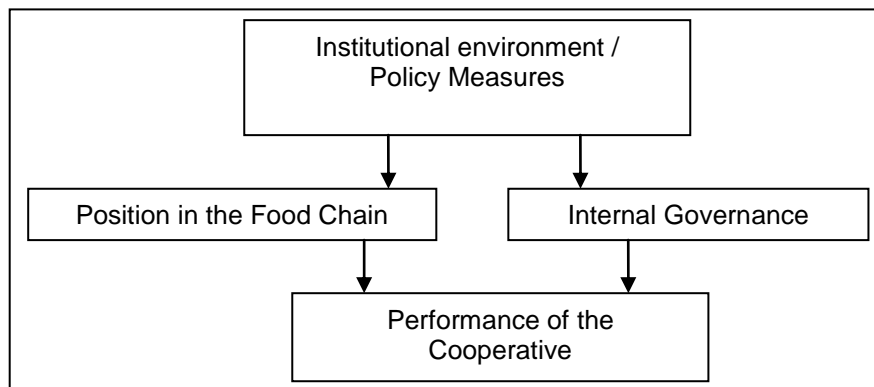 Institutional environment /
Policy Measures
Position in the Food Chain
Internal Governance
Performance of the
Cooperative